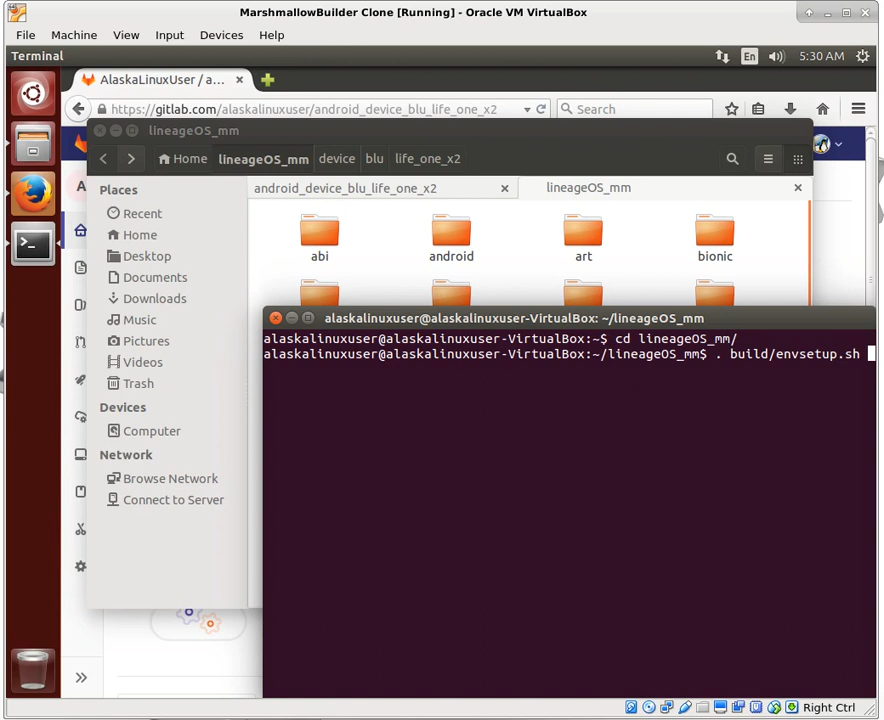 MarshmallowBuilder Clone [Running] - Oracle VM VirtualBox
File Machine View Input Devices Help
Terminal
En
5:30 AM
AlaskaLinuxUser / a...
https://gitlab.com/alaskalinuxuser/android_device_blu_life_one_x2
Search
lineageOS_mm
Home lineageOS_mm device blu life_one_x2
Places
Recent
Home
Desktop
Documents
Downloads
Music
Pictures
Videos
Trash
Devices
Computer
Network
Browse Network
Connect to Server
android_device_blu_life_one_x2
lineageOS_mm
abi
android
art
bionic
alaskalinuxuser@alaskalinuxuser-VirtualBox: ~/lineageOS_mm
alaskalinuxuser@alaskalinuxuser-VirtualBox:~$ cd lineageOS_mm/
alaskalinuxuser@alaskalinuxuser-VirtualBox:~/lineageOS_mm$ . build/envsetup.sh
Right Ctrl